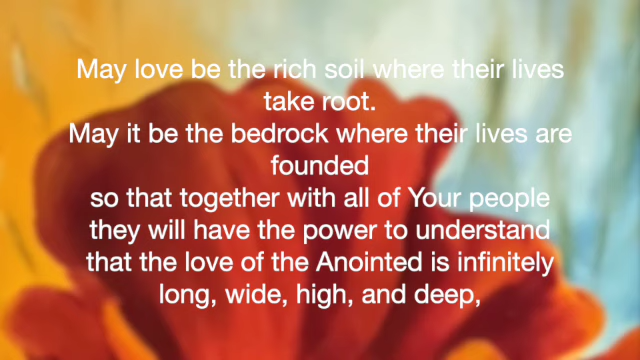 May love be the rich soil where their lives
take root.
May it be the bedrock where their lives are
founded
so that together with all of Your people
they will have the power to understand
that the love of the Anointed is infinitely
long, wide, high, and deep,